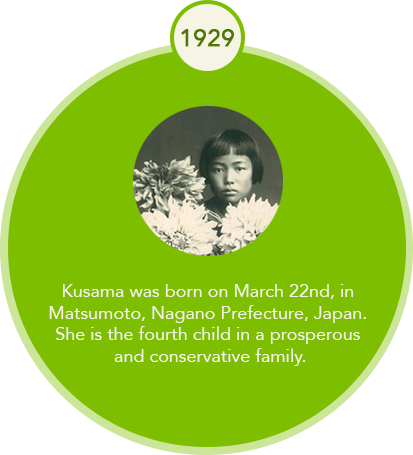 1929
Kusama was born on March 22nd, in
Matsumoto, Nagano Prefecture, Japan.
She is the fourth child in a prosperous
and conservative family.